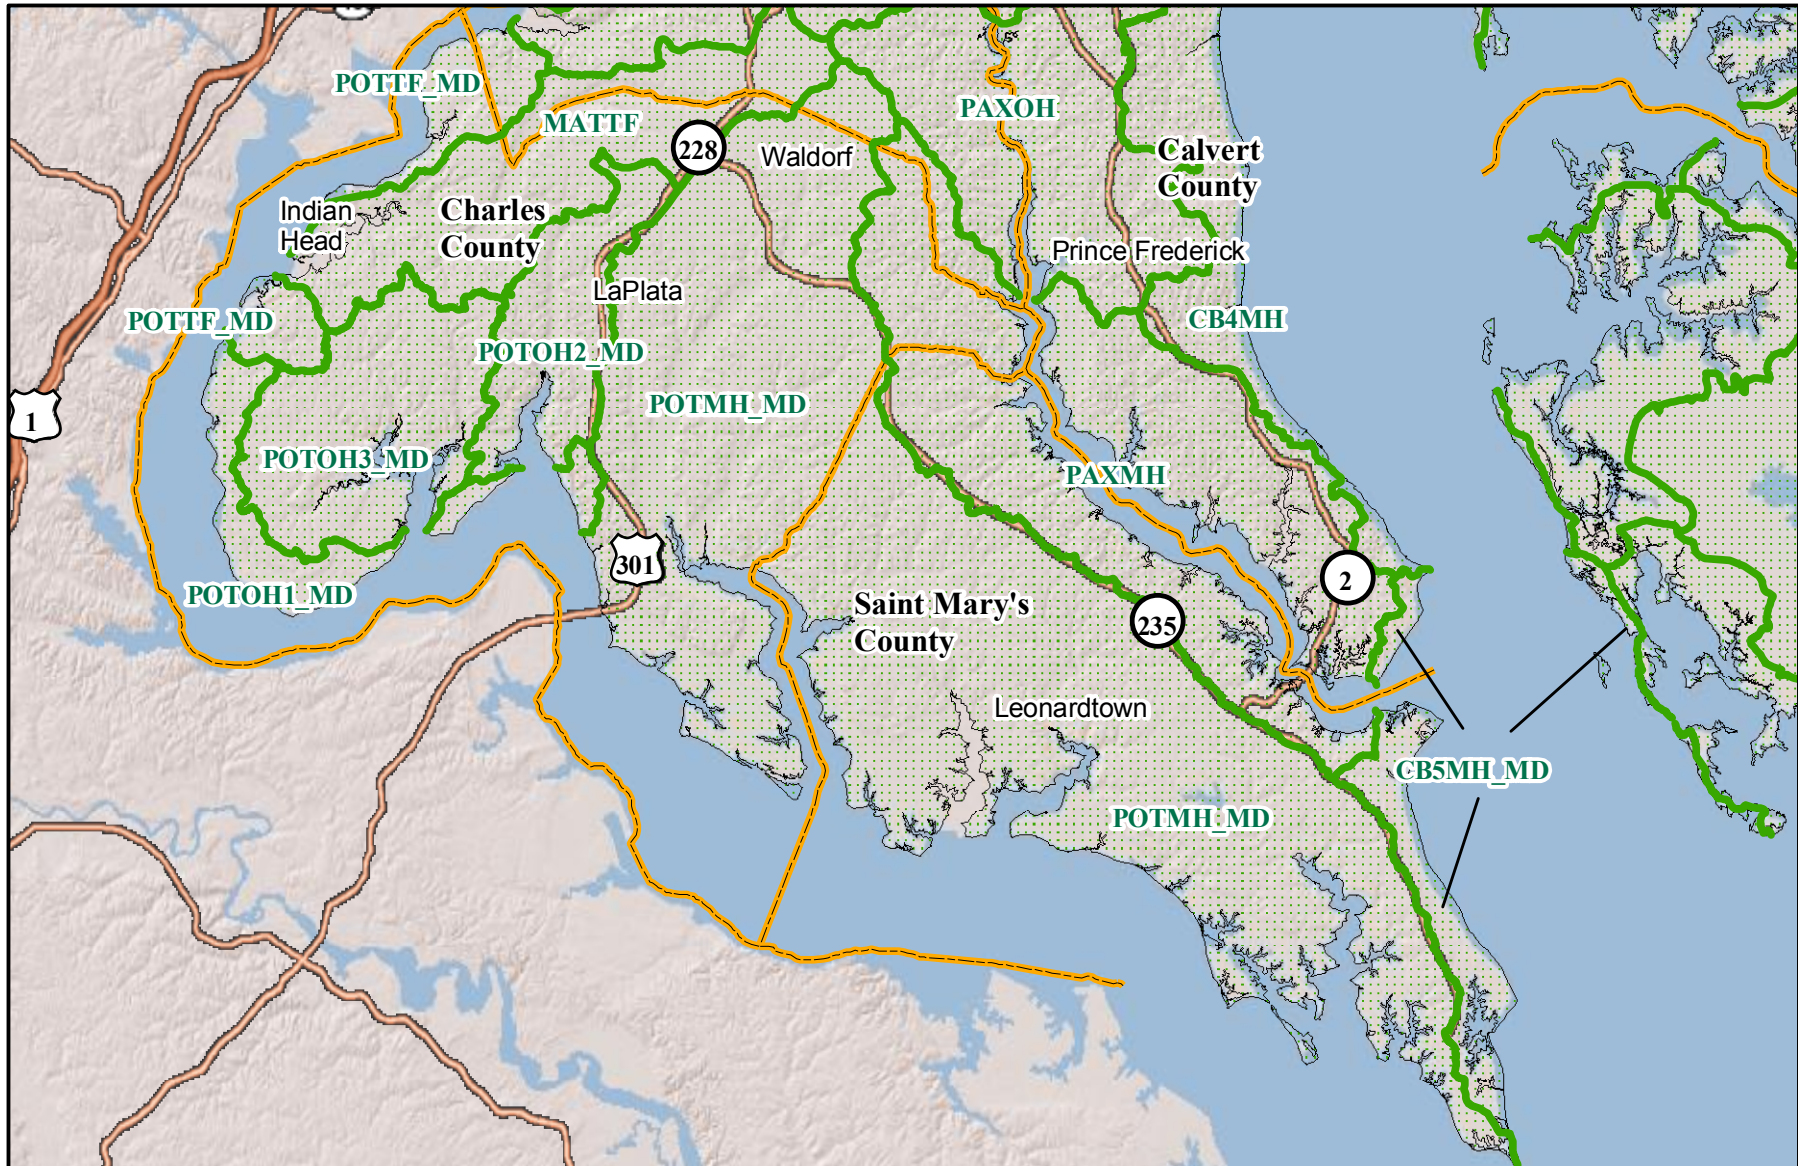 POTTF_MD
MATTF
PAXOH
228
Waldorf
Calvert
County
Indian
Head
Charles
County
Prince Frederick
LaPlata
POTTF_MD
CB4MH
POTOH2_MD
1
POTMH_MD
POTOH3_MD
PAXMH
301
2
POTOH1_MD
Saint Mary's
County
235
Leonardtown
CB5MH_MD
POTMH_MD